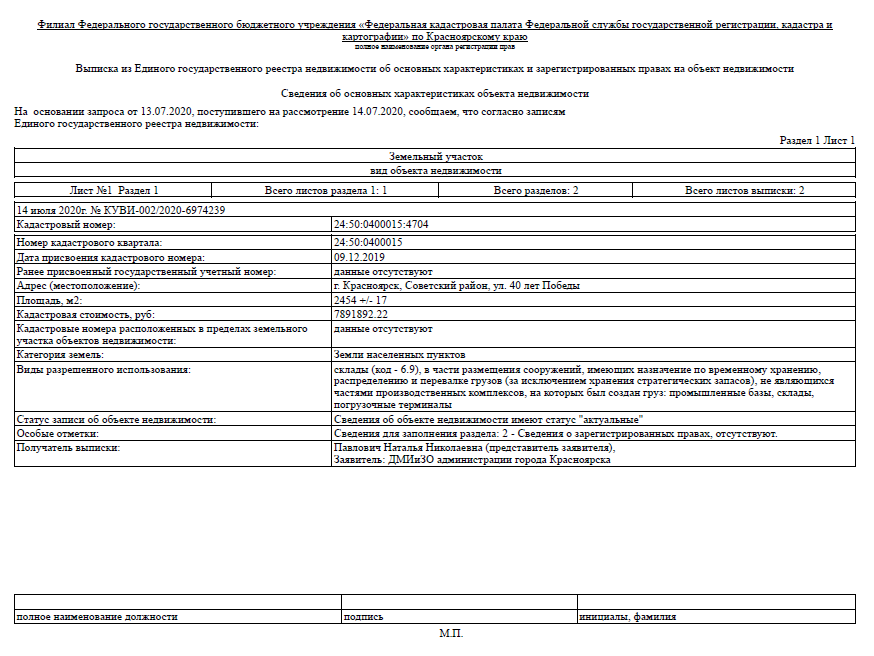 Филиал Федерального государственного бюджетного учреждения «Федеральная кадастровая палата Федеральной службы государственной регистрации, кадастра и
картографии» по Красноярскому краю
полное наименование органа регистрации прав
Выписка из Единого государственного реестра недвижимости об основных характеристиках и зарегистрированных правах на объект недвижимости
Сведения об основных характеристиках объекта недвижимости
На основании запроса от 13.07.2020, поступившего на рассмотрение 14.07.2020, сообщаем, что согласно записям
Единого государственного реестра недвижимости:
Раздел 1 Лист 1
Земельный участок
вид объекта недвижимости
Лист №1 Раздел 1 Всего листов раздела 1: 1 Всего разделов: 2 Всего листов выписки: 2
14 июля 2020г. № КУВИ-002/2020-6974239
Кадастровый номер: 24:50:0400015:4704
Номер кадастрового квартала: 24:50:0400015
Дата присвоения кадастрового номера: 09.12.2019
Ранее присвоенный государственный учетный номер: данные отсутствуют
Адрес (местоположение): г. Красноярск, Советский район, ул. 40 лет Победы
Площадь, м2: 2454 +/- 17
Кадастровая стоимость, руб: 7891892.22
Кадастровые номера расположенных в пределах земельного данные отсутствуют
участка объектов недвижимости:
Категория земель: Земли населенных пунктов
Виды разрешенного использования: склады (код - 6.9), в части размещения сооружений, имеющих назначение по временному хранению,
распределению и перевалке грузов (за исключением хранения стратегических запасов), не являющихся
частями производственных комплексов, на которых был создан груз: промышленные базы, склады,
погрузочные терминалы
Статус записи об объекте недвижимости: Сведения об объекте недвижимости имеют статус "актуальные"
Особые отметки: Сведения для заполнения раздела: 2 - Сведения о зарегистрированных правах, отсутствуют.
Получатель выписки: Павлович Наталья Николаевна (представитель заявителя),
Заявитель: ДМИиЗО администрации города Красноярска
полное наименование должности подпись инициалы, фамилия
М.П.